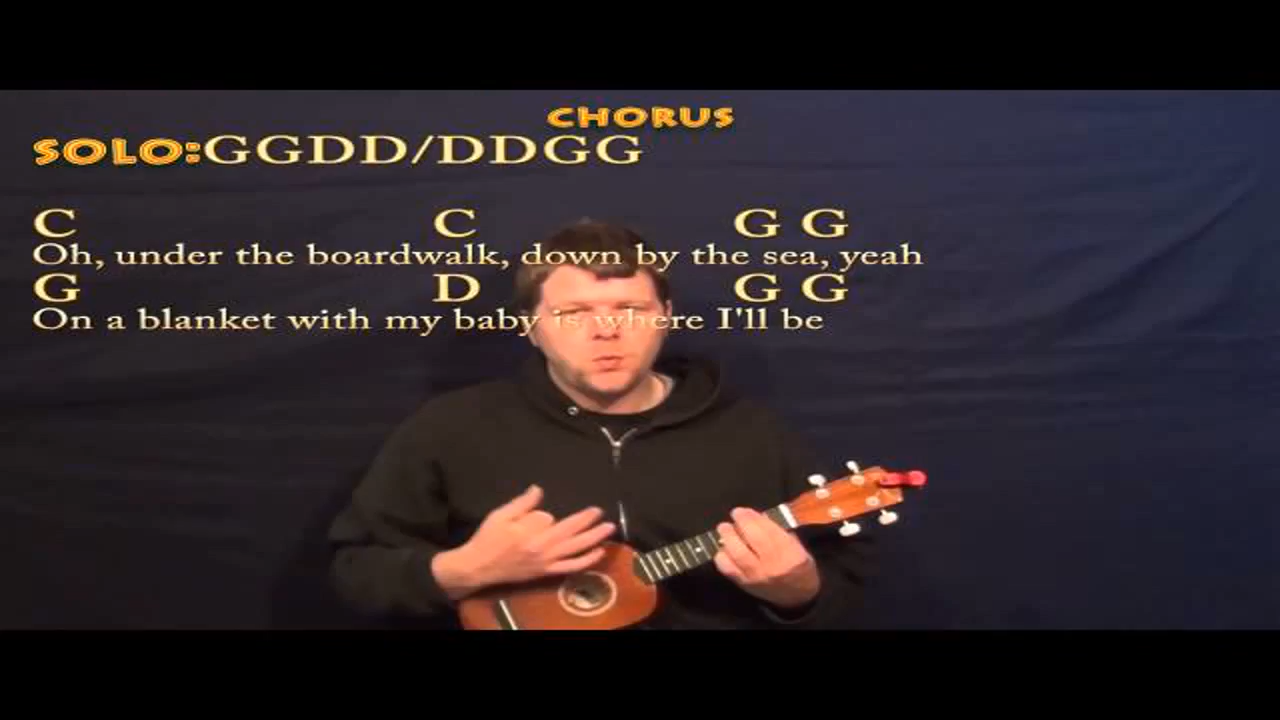 CHORUS
SOLO:GGDD/DDGG
C C G G
Oh, under the boardwalk, down by the sea, yeah
G D G G
On a blanket with my baby is where I'll be